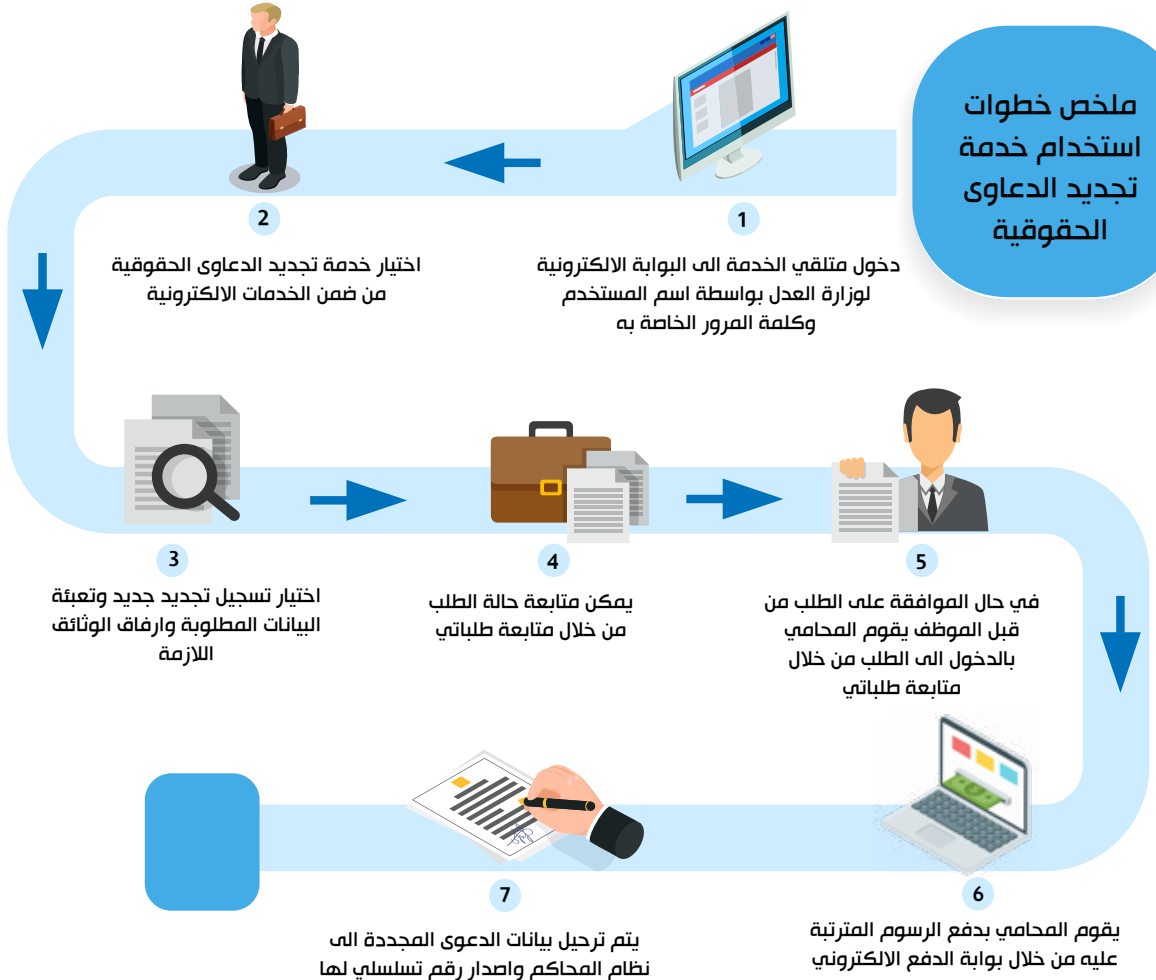 ملخص خطوات
استخدام خدمة
تجديد الدعاوى
الحقوقية
1
دخول متلقي الخدمة الى البوابة الالكترونية
لوزارة العدل بواسطة اسم المستخدم
وكلمة المرور الخاصة به
2
اختيار خدمة تجديد الدعاوى الحقوقية
من ضمن الخدمات الالكترونية
3
اختيار تسجيل تجديد جديد وتعبئة
البيانات المطلوبة وارفاق الوثائق
اللازمة
4
يمكن متابعة حالة الطلب
من خلال متابعة طلباتي
5
في حال الموافقة على الطلب من
قبل الموظف يقوم المحامي
بالدخول الى الطلب من خلال
متابعة طلباتي
6
يقوم المحامي بدفع الرسوم المترتبة
عليه من خلال بوابة الدفع الالكتروني
7
يتم ترحيل بيانات الدعوى المجددة الى
نظام المحاكم واصدار رقم تسلسلي لها